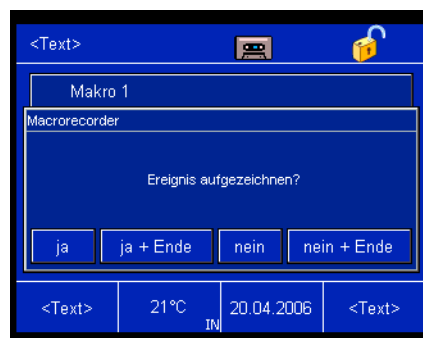 <Text>
Makro 1
Macrorecorder
Ereignis aufgezeichnen?
ja
ja + Ende
nein
nein + Ende
<Text>
21°C
IN
20.04.2006
<Text>